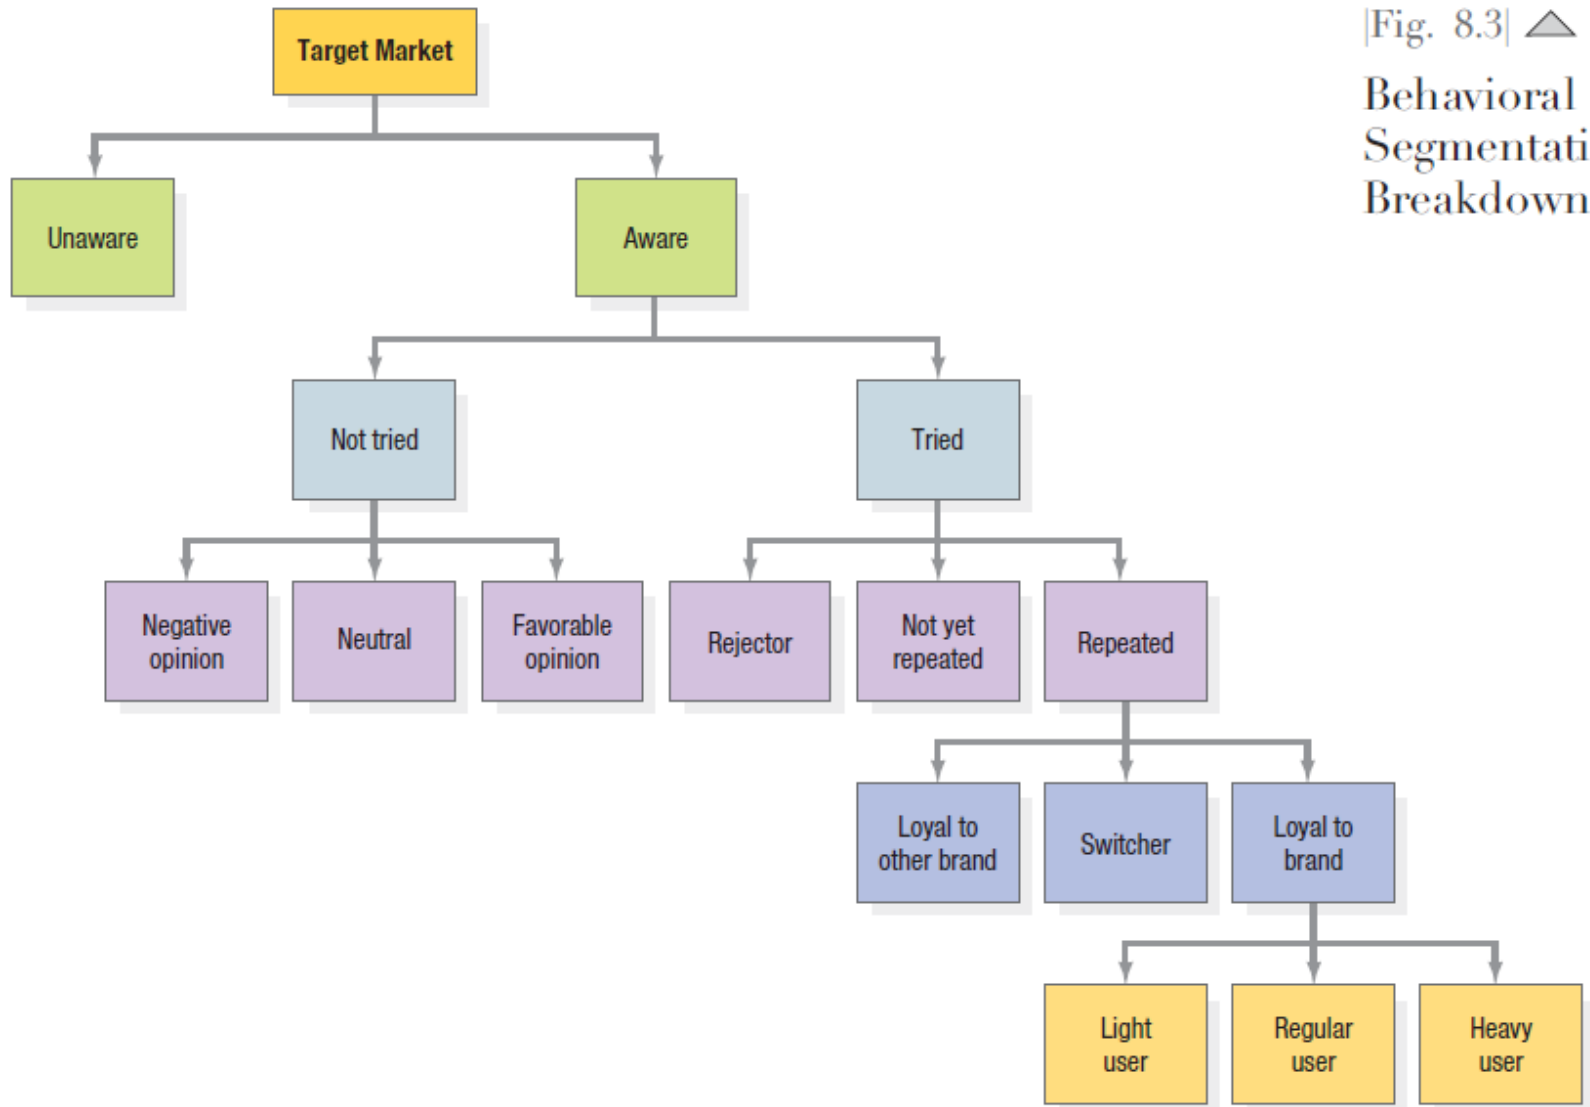 Target Market
|Fig. 8.3|
Behavioral
Segmentati
Breakdown
Unaware
Aware
Not tried
Tried
Negative
opinion
Neutral
Favorable
opinion
Rejector
Not yet
repeated
Repeated
Loyal to
other brand
Switcher
Loyal to
brand
Light
user
Regular
user
Heavy
user